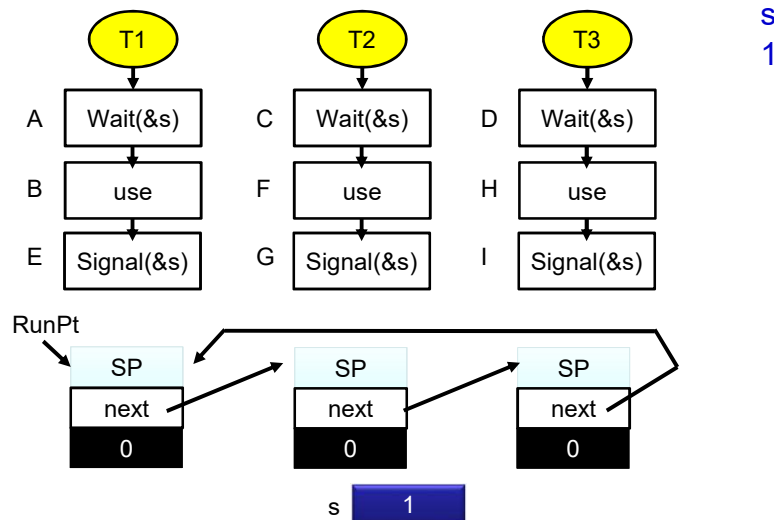 T1 T2 T3 s
1
A Wait(&s) C Wait(&s) D Wait(&s)
B use F use H use
E Signal(&s) G Signal(&s) I Signal(&s)
RunPt
SP SP SP
next next next
0 0 0
s 1